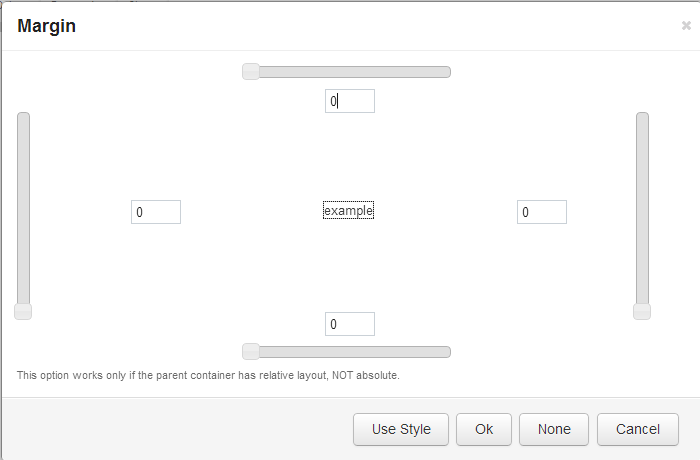 Margin
0
0
example
0
0
This option works only if the parent container has relative layout, NOT absolute.
Use Style
Ok
None
Cancel